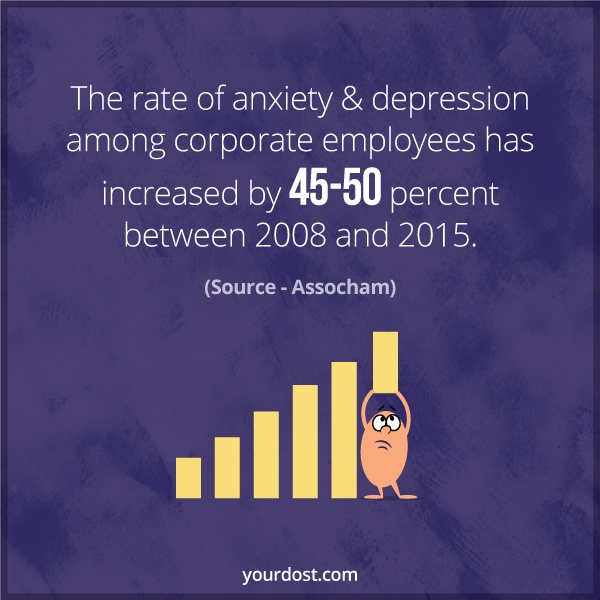 The rate of anxiety & depression
among corporate employees has
increased by 45-50 percent
between 2008 and 2015.
(Source - Assocham)
yourdost.com